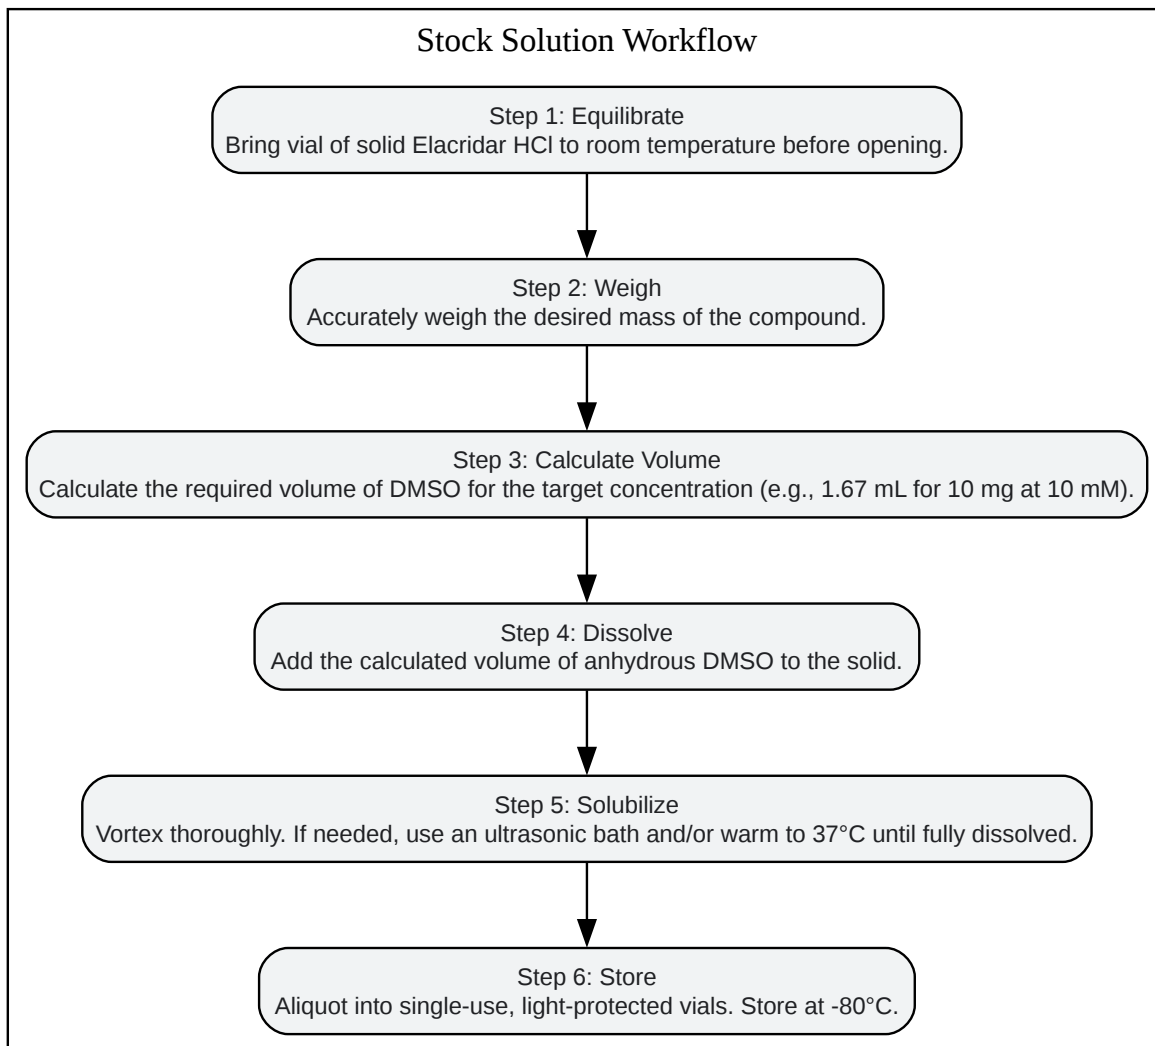 Stock Solution Workflow
Step 1: Equilibrate
Bring vial of solid Elacridar HCl to room temperature before opening.
Step 2: Weigh
Accurately weigh the desired mass of the compound.
Step 3: Calculate Volume
Calculate the required volume of DMSO for the target concentration (e.g., 1.67 mL for 10 mg at 10 mM).
Step 4: Dissolve
Add the calculated volume of anhydrous DMSO to the solid.
Step 5: Solubilize
Vortex thoroughly. If needed, use an ultrasonic bath and/or warm to 37°C until fully dissolved.
Step 6: Store
Aliquot into single-use, light-protected vials. Store at -80°C.